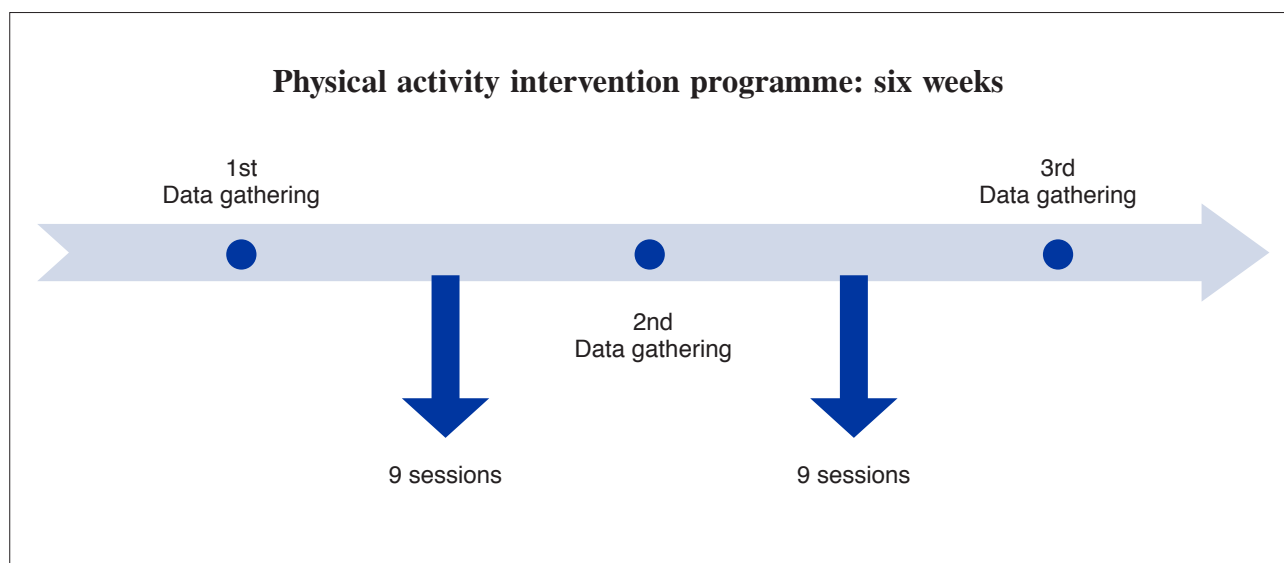 Physical activity intervention programme: six weeks
1st
Data gathering
3rd
Data gathering
2nd
Data gathering
9 sessions
9 sessions